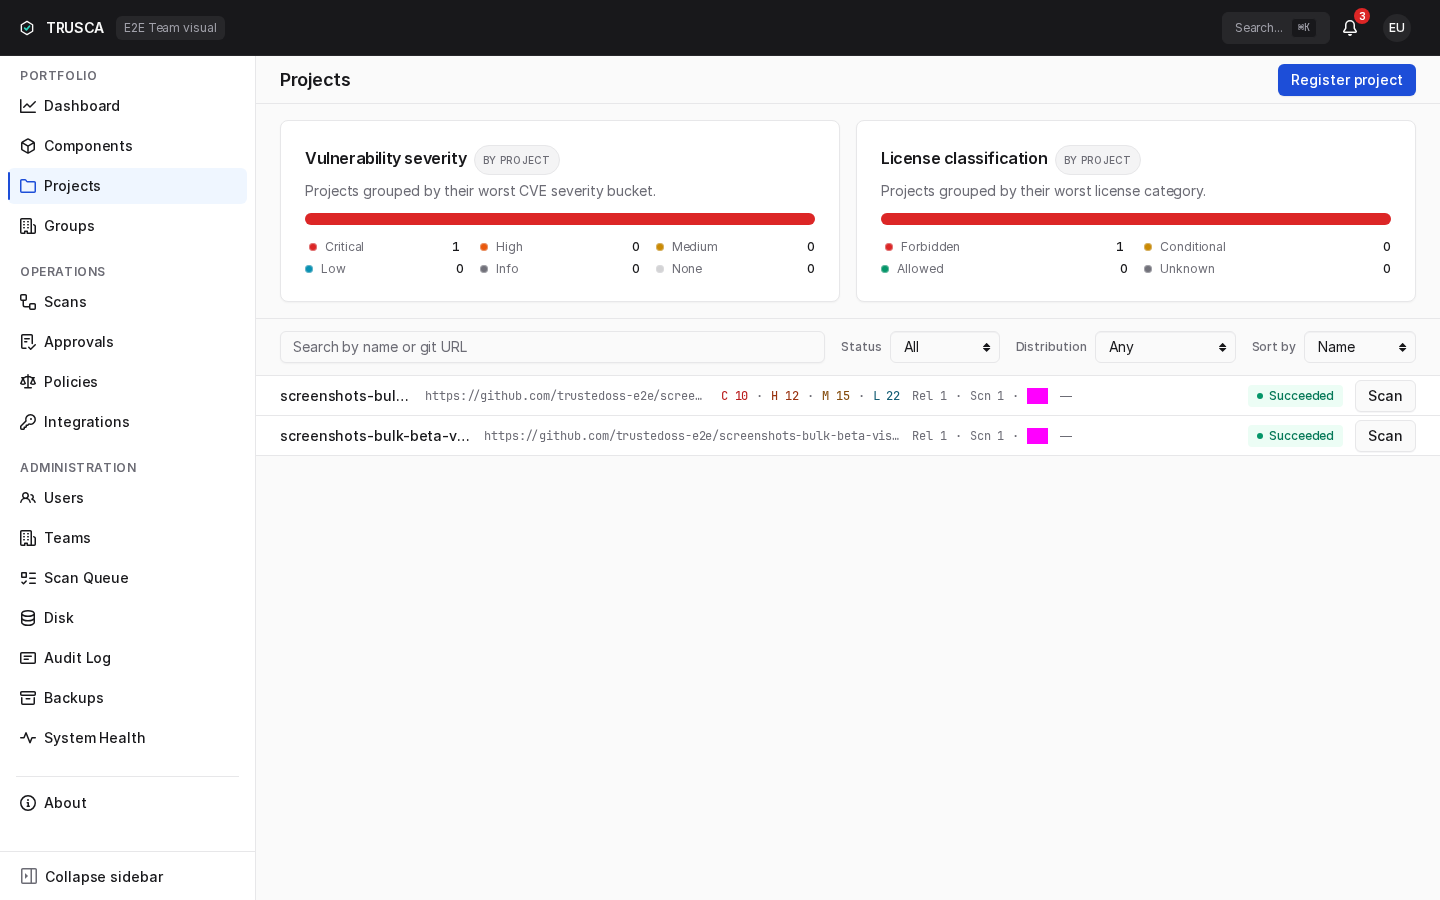 TRUSCA E2E Team visual Search... ⌘K 3 EU
PORTFOLIO
Dashboard
Components
Projects
Groups
OPERATIONS
Scans
Approvals
Policies
Integrations
ADMINISTRATION
Users
Teams
Scan Queue
Disk
Audit Log
Backups
System Health
About
Collapse sidebar
Projects Register project
Vulnerability severity BY PROJECT
Projects grouped by their worst CVE severity bucket.
Critical 1 High 0 Medium 0
Low 0 Info 0 None 0
License classification BY PROJECT
Projects grouped by their worst license category.
Forbidden 1 Conditional 0
Allowed 0 Unknown 0
Search by name or git URL Status All Distribution Any Sort by Name
screenshots-bul... https://github.com/trustedoss-e2e/scree... C 10 · H 12 · M 15 · L 22 Rel 1 · Scn 1 · — Succeeded Scan
screenshots-bulk-beta-v... https://github.com/trustedoss-e2e/screenshots-bulk-beta-vis... Rel 1 · Scn 1 · — Succeeded Scan